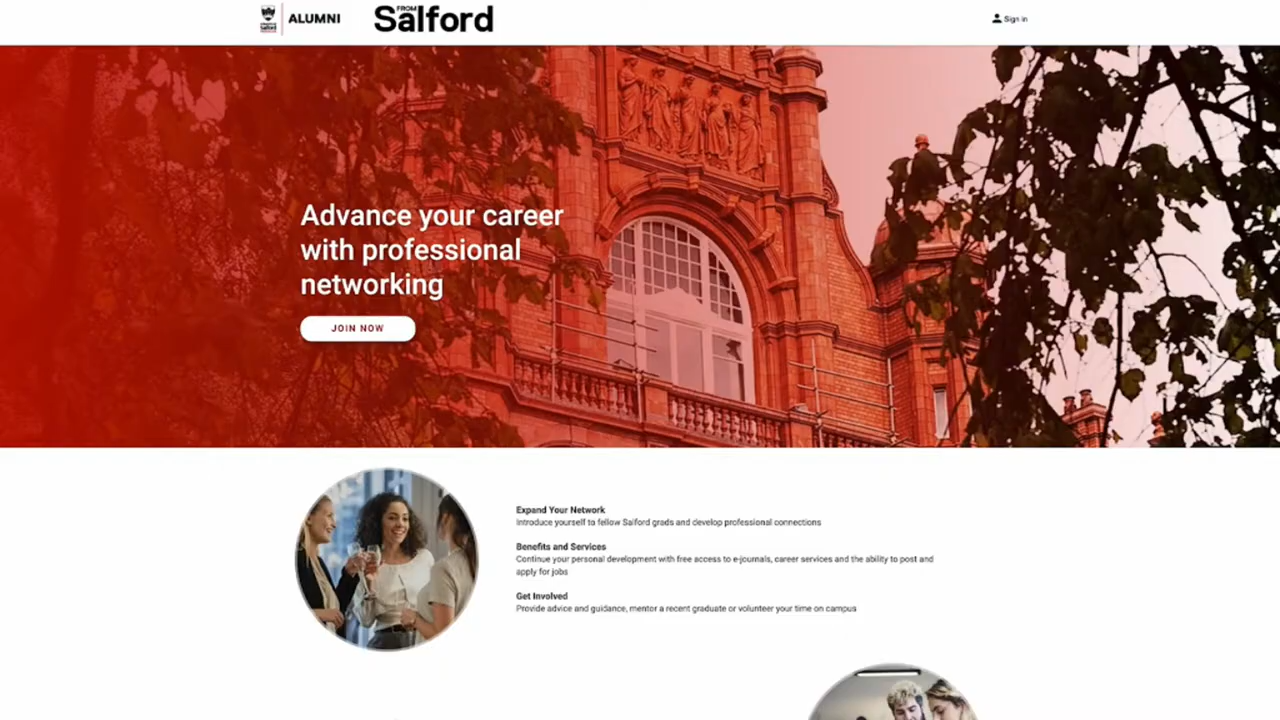 ALUMNI
FROM
Salford
Sign in
Advance your career
with professional
networking
JOIN NOW
Expand Your Network
Introduce yourself to fellow Salford grads and develop professional connections
Benefits and Services
Continue your personal development with free access to e-journals, career services and the ability to post and
apply for jobs
Get Involved
Provide advice and guidance, mentor a recent graduate or volunteer your time on campus